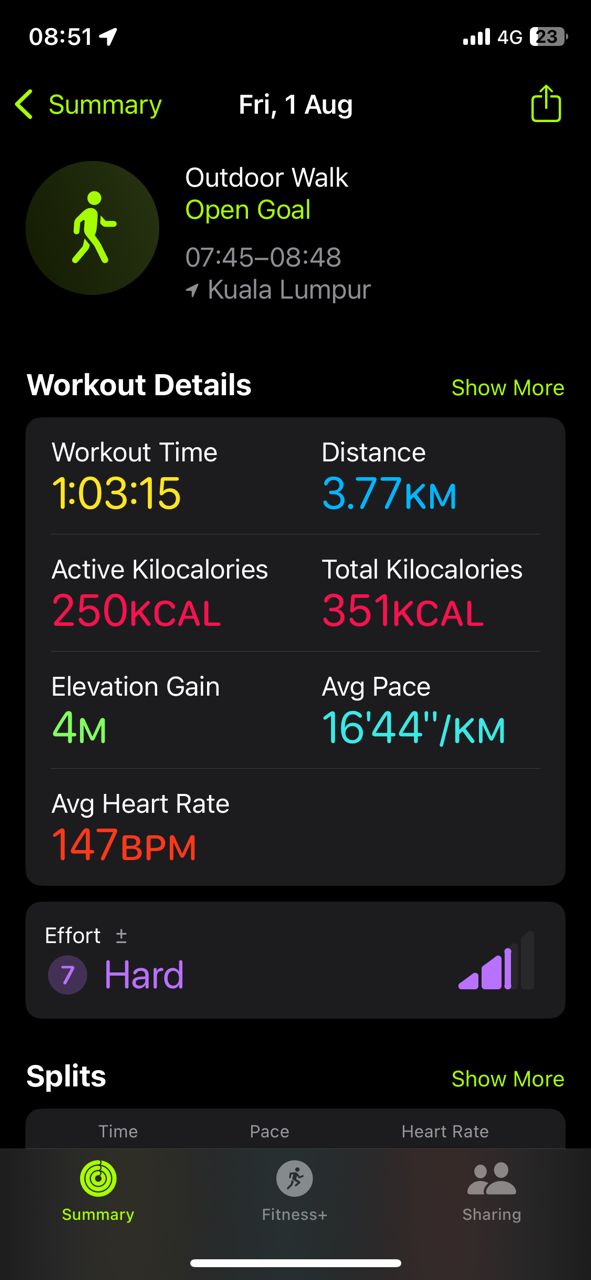 08:51
4G
23
Summary
Fri, 1 Aug
Outdoor Walk
Open Goal
07:45–08:48
Kuala Lumpur
Workout Details
Show More
Workout Time
Distance
1:03:15
3.77KM
Active Kilocalories
Total Kilocalories
250KCAL
351KCAL
Elevation Gain
Avg Pace
4M
16'44"/KM
Avg Heart Rate
147BPM
Effort ±
7 Hard
Splits
Show More
Time
Pace
Heart Rate
Summary
Fitness+
Sharing